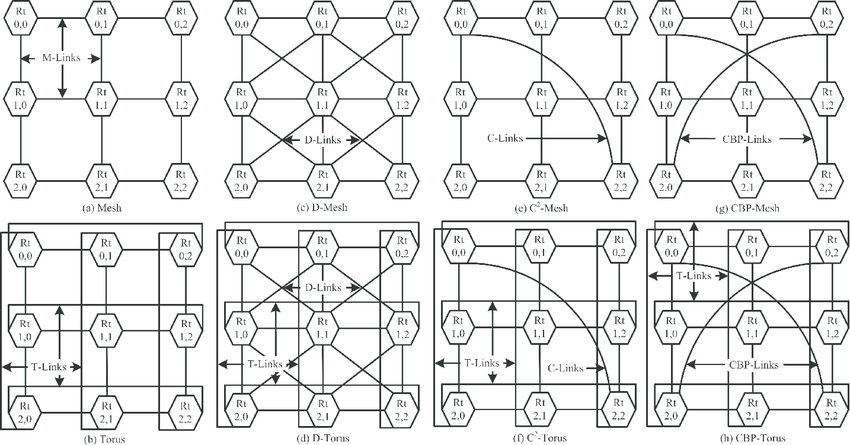 Rt Rt Rt
0,0 0,1 0,2
M-Links
Rt Rt Rt
1,0 1,1 1,2
Rt Rt Rt
2,0 2,1 2,2
(a) Mesh
Rt Rt Rt
0,0 0,1 0,2
Rt Rt Rt
1,0 1,1 1,2
D-Links
Rt Rt Rt
2,0 2,1 2,2
(c) D-Mesh
Rt Rt Rt
0,0 0,1 0,2
Rt Rt Rt
1,0 1,1 1,2
C-Links
Rt Rt Rt
2,0 2,1 2,2
(e) C²-Mesh
Rt Rt Rt
0,0 0,1 0,2
Rt Rt Rt
1,0 1,1 1,2
CBP-Links
Rt Rt Rt
2,0 2,1 2,2
(g) CBP-Mesh
Rt Rt Rt
0,0 0,1 0,2
Rt Rt Rt
1,0 1,1 1,2
T-Links
Rt Rt Rt
2,0 2,1 2,2
(b) Torus
Rt Rt Rt
0,0 0,1 0,2
D-Links
Rt Rt Rt
1,0 1,1 1,2
T-Links
Rt Rt Rt
2,0 2,1 2,2
(d) D-Torus
Rt Rt Rt
0,0 0,1 0,2
Rt Rt Rt
1,0 1,1 1,2
T-Links C-Links
Rt Rt Rt
2,0 2,1 2,2
(f) C²-Torus
Rt Rt Rt
0,0 0,1 0,2
T-Links
Rt Rt Rt
1,0 1,1 1,2
CBP-Links
Rt Rt Rt
2,0 2,1 2,2
(h) CBP-Torus